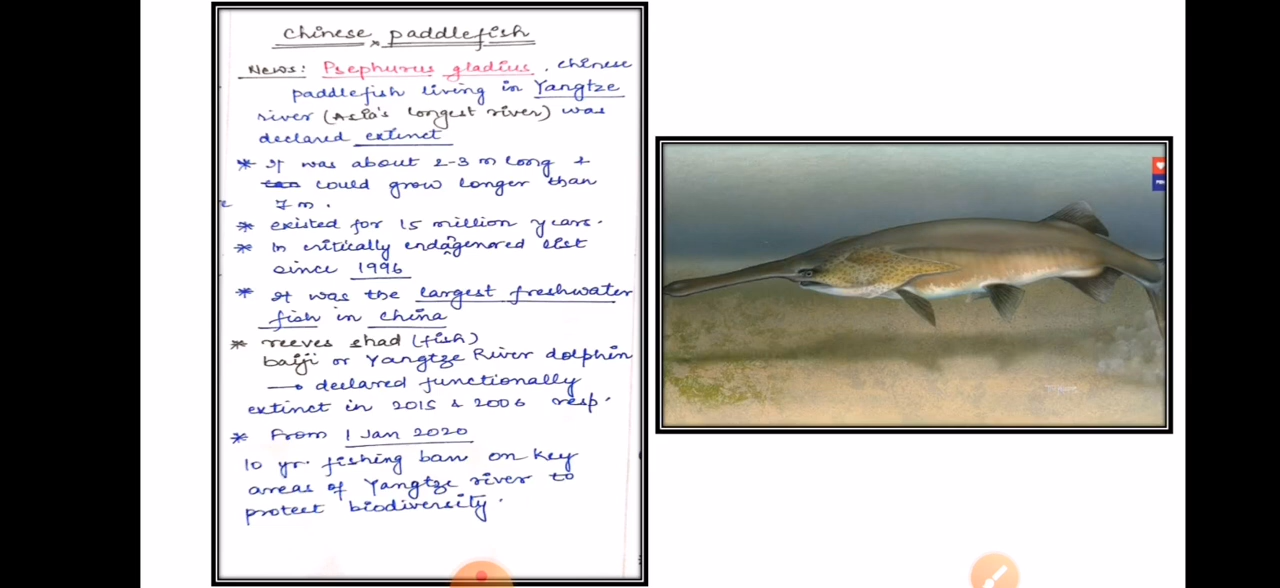 Chinese paddlefish
News: Psephurus gladius, chinese
paddlefish living in Yangtze
river (Asia's longest river) was
declared extinct
* It was about 2-3 m long &
could grow longer than
7 m.
* existed for 15 million years.
* In critically endagenared list
since 1996
* It was the largest freshwater
fish in china
* reeves shad (fish)
baiji or Yangtze River dolphin
→ declared functionally
extinct in 2015 & 2006 resp.
* From 1 Jan 2020
10 yr. fishing ban on key
areas of Yangtze river to
protect biodiversity.